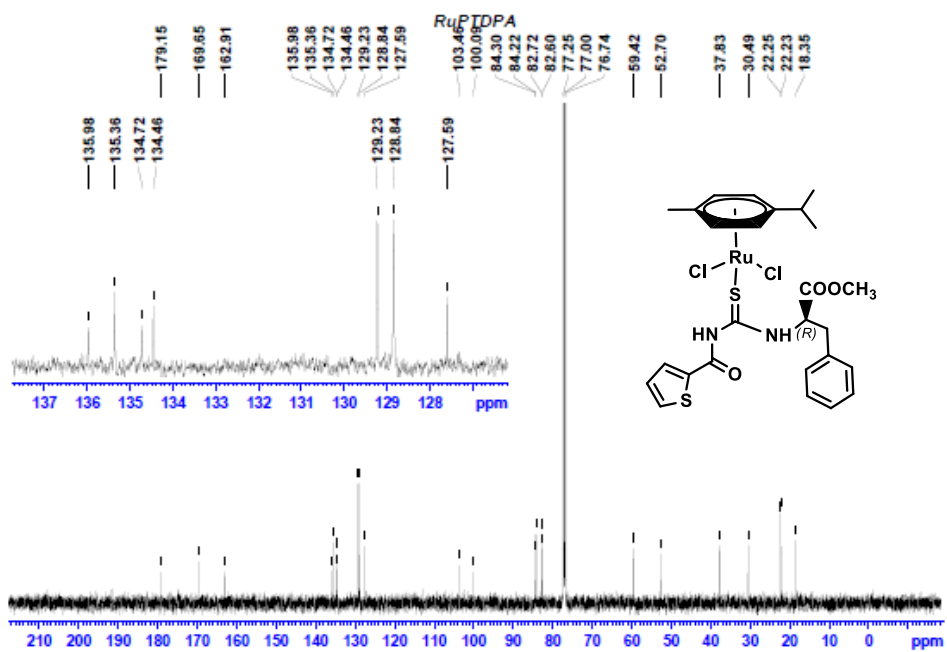 RuPTDPA
179.15 169.65 162.91 135.98 135.36 134.72 134.46 129.23 128.84 127.59 103.46 100.09 84.30 84.22 82.72 82.60 77.25 77.00 76.74 59.42 52.70 37.83 30.49 22.25 22.23 18.35
135.98 135.36 134.72 134.46 129.23 128.84 127.59
137 136 135 134 133 132 131 130 129 128 ppm
Ru
Cl Cl
S COOCH3
HN NH (R)
O
S
210 200 190 180 170 160 150 140 130 120 110 100 90 80 70 60 50 40 30 20 10 0 ppm